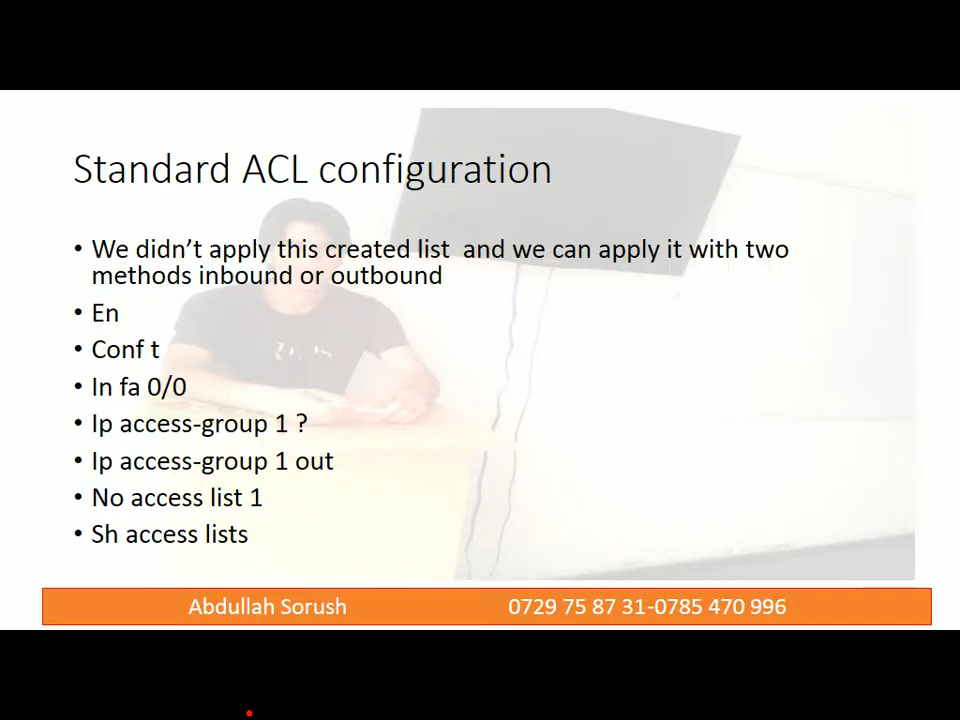 Standard ACL configuration
• We didn’t apply this created list  and we can apply it with two
methods inbound or outbound
• En
• Conf t
• In fa 0/0
• Ip access-group 1 ?
• Ip access-group 1 out
• No access list 1
• Sh access lists
Abdullah Sorush 0729 75 87 31-0785 470 996